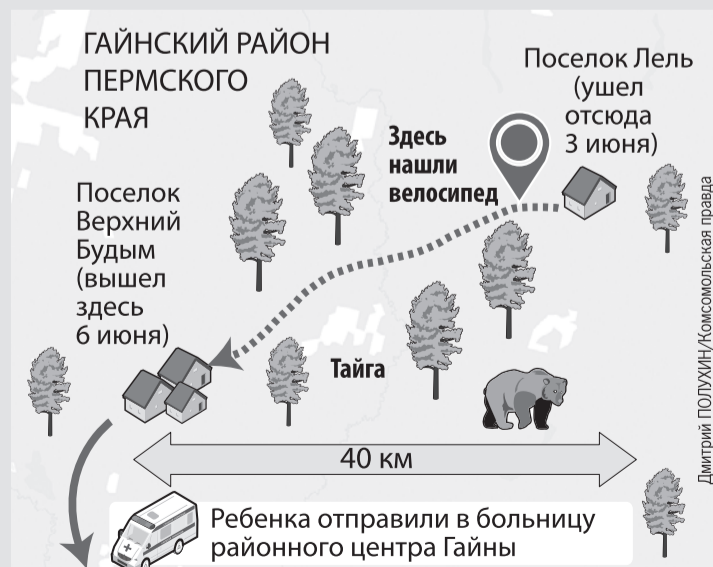 ГАЙНСКИЙ РАЙОН
ПЕРМСКОГО
КРАЯ
Поселок Лель
(ушел
отсюда
3 июня)
Здесь
нашли
велосипед
Поселок
Верхний
Будым
(вышел
здесь
6 июня)
Тайга
40 км
Ребенка отправили в больницу
районного центра Гайны
Дмитрий ПОЛУХИН/Комсомольская правда